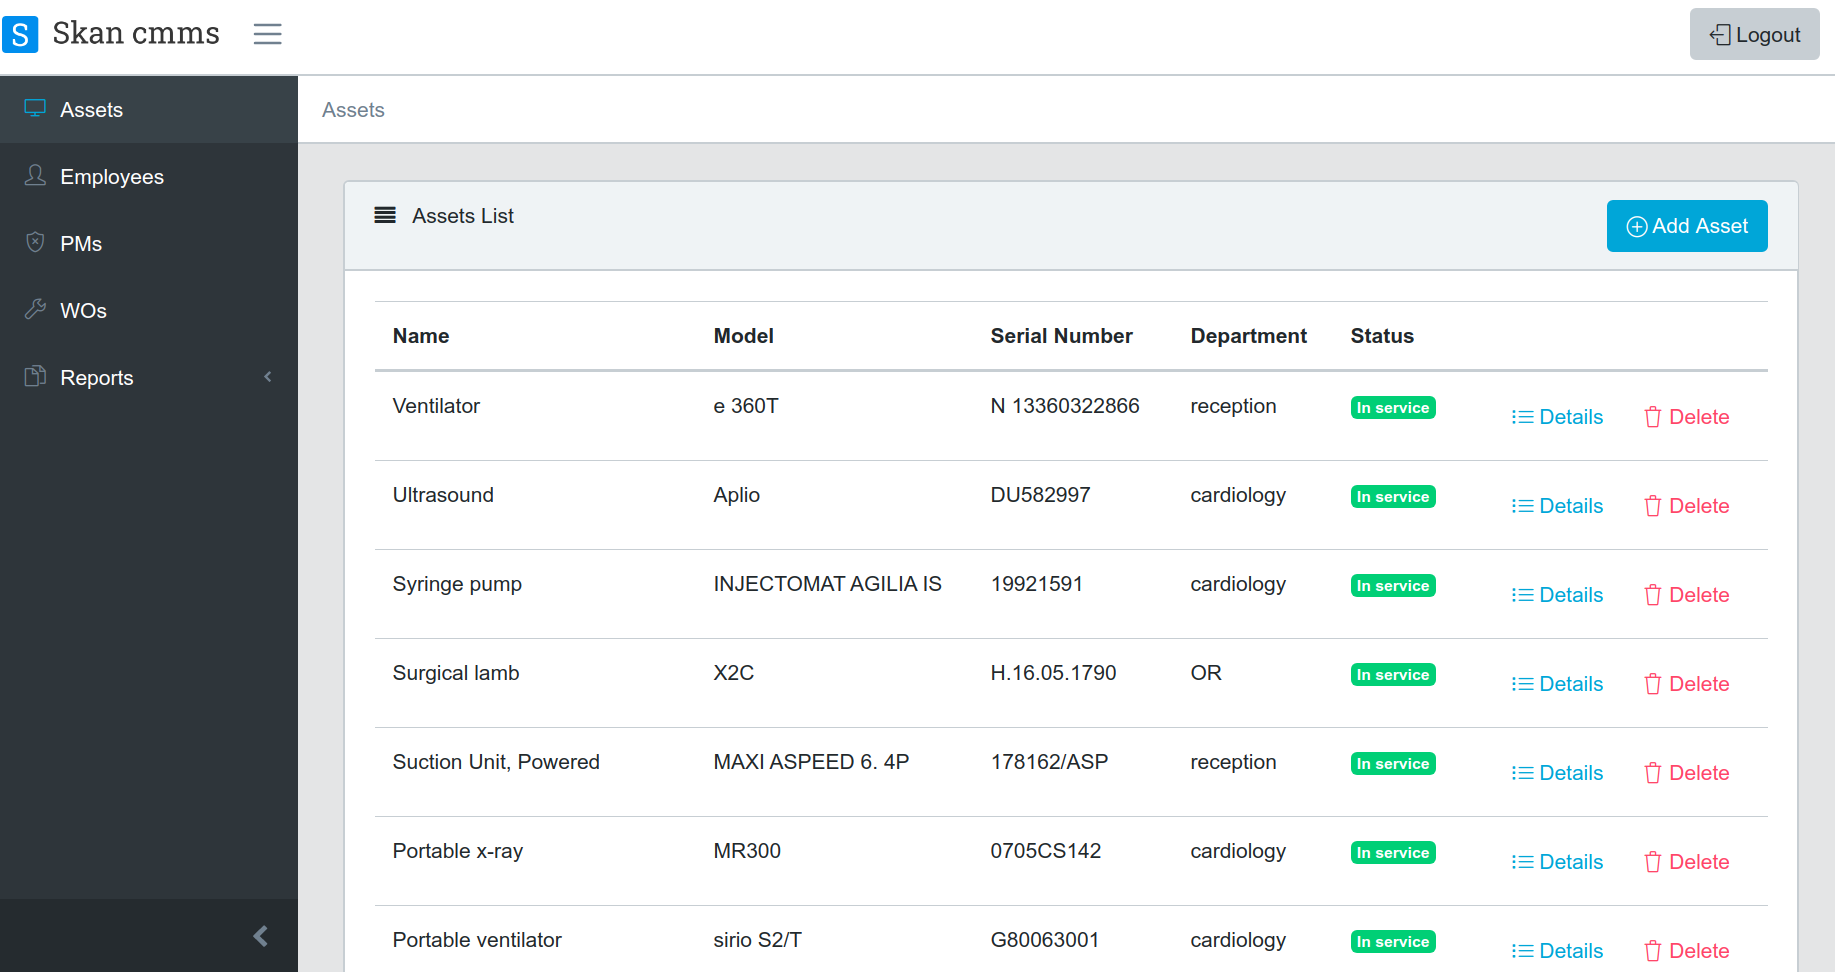 S Skan cmms
Logout
Assets
Employees
PMs
WOs
Reports
Assets
Assets List
Add Asset
Name Model Serial Number Department Status
Ventilator e 360T N 13360322866 reception In service Details Delete
Ultrasound Aplio DU582997 cardiology In service Details Delete
Syringe pump INJECTOMAT AGILIA IS 19921591 cardiology In service Details Delete
Surgical lamb X2C H.16.05.1790 OR In service Details Delete
Suction Unit, Powered MAXI ASPEED 6. 4P 178162/ASP reception In service Details Delete
Portable x-ray MR300 0705CS142 cardiology In service Details Delete
Portable ventilator sirio S2/T G80063001 cardiology In service Details Delete